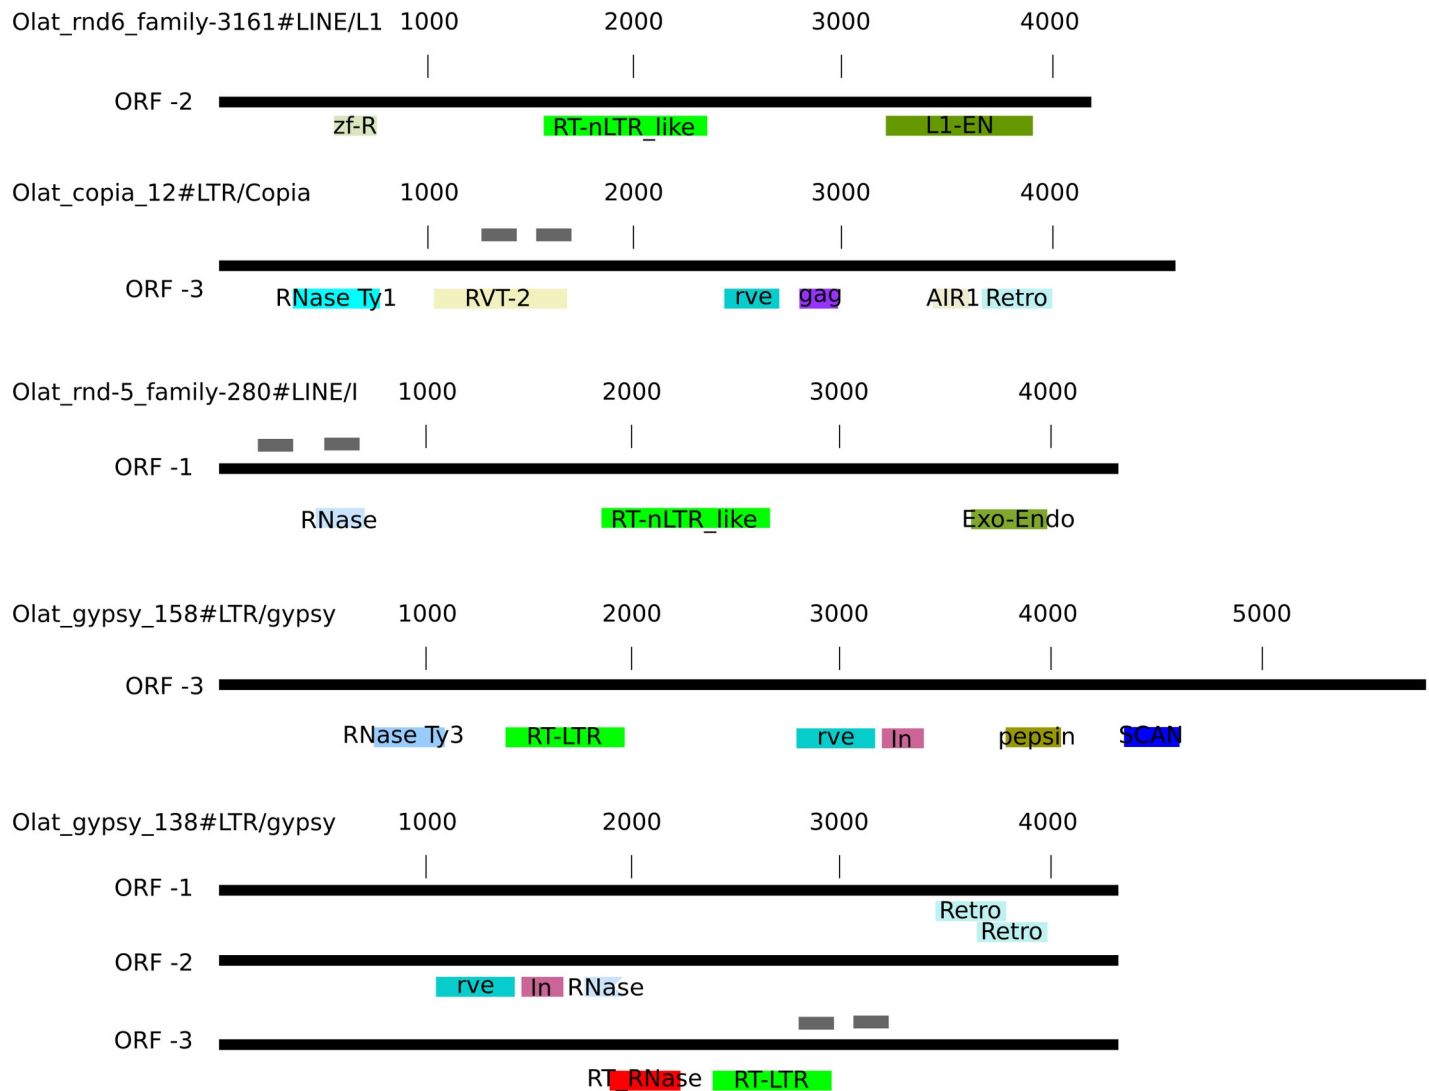 Olat_rnd6_family-3161#LINE/L1 1000 2000 3000 4000
ORF -2
zf-R RT-nLTR_like L1-EN
Olat_copia_12#LTR/Copia 1000 2000 3000 4000
ORF -3
RNase Ty1 RVT-2 rve gag AIR1 Retro
Olat_rnd-5_family-280#LINE/I 1000 2000 3000 4000
ORF -1
RNase RT-nLTR_like Exo-Endo
Olat_gypsy_158#LTR/gypsy 1000 2000 3000 4000 5000
ORF -3
RNase Ty3 RT-LTR rve In pepsin SCAN
Olat_gypsy_138#LTR/gypsy 1000 2000 3000 4000
ORF -1
Retro
Retro
ORF -2
rve In RNase
ORF -3
RT_RNase RT-LTR